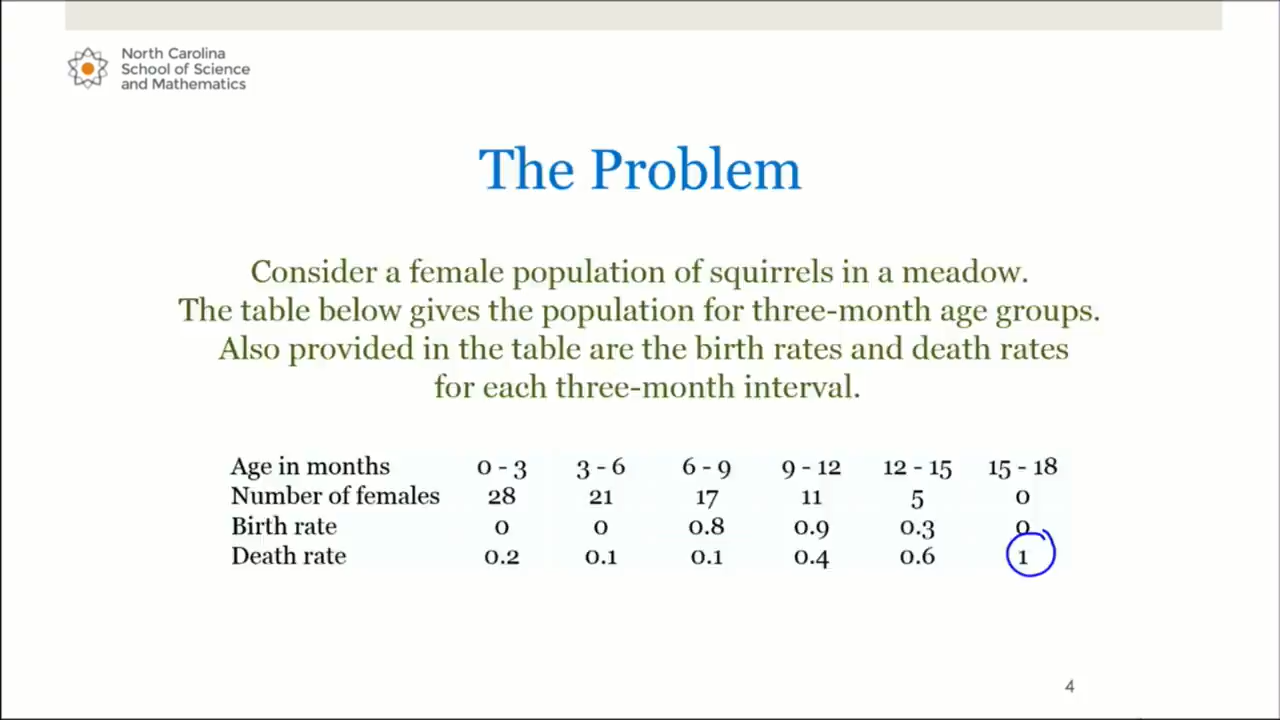 North Carolina
School of Science
and Mathematics
The Problem
Consider a female population of squirrels in a meadow.
The table below gives the population for three-month age groups.
Also provided in the table are the birth rates and death rates
for each three-month interval.
Age in months 0 - 3 3 - 6 6 - 9 9 - 12 12 - 15 15 - 18
Number of females 28 21 17 11 5 0
Birth rate 0 0 0.8 0.9 0.3 0
Death rate 0.2 0.1 0.1 0.4 0.6 1
4